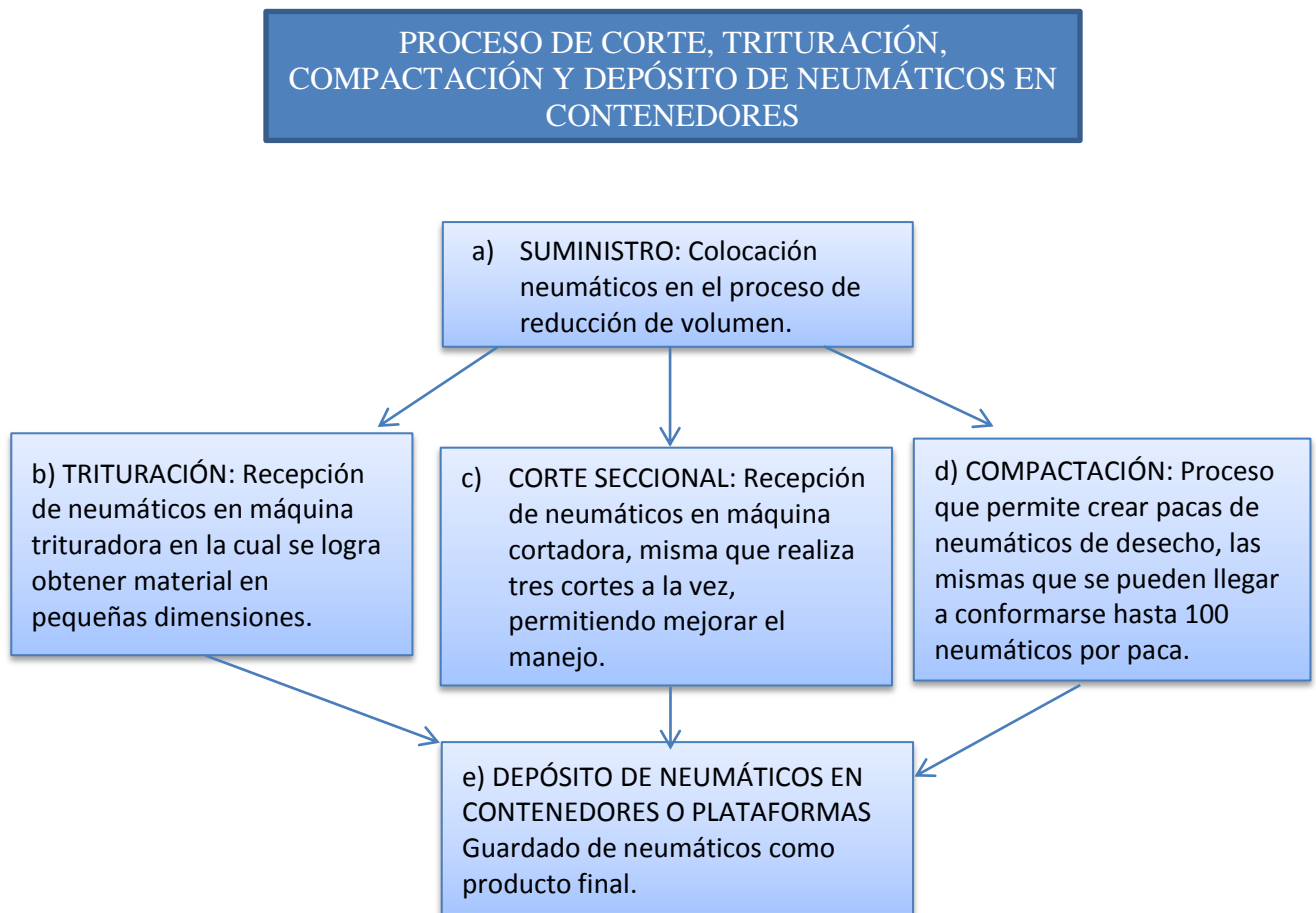 PROCESO DE CORTE, TRITURACIÓN,
COMPACTACIÓN Y DEPÓSITO DE NEUMÁTICOS EN
CONTENEDORES
a) SUMINISTRO: Colocación
neumáticos en el proceso de
reducción de volumen.
b) TRITURACIÓN: Recepción
de neumáticos en máquina
trituradora en la cual se logra
obtener material en
pequeñas dimensiones.
c) CORTE SECCIONAL: Recepción
de neumáticos en máquina
cortadora, misma que realiza
tres cortes a la vez,
permitiendo mejorar el
manejo.
d) COMPACTACIÓN: Proceso
que permite crear pacas de
neumáticos de desecho, las
mismas que se pueden llegar
a conformarse hasta 100
neumáticos por paca.
e) DEPÓSITO DE NEUMÁTICOS EN
CONTENEDORES O PLATAFORMAS
Guardado de neumáticos como
producto final.